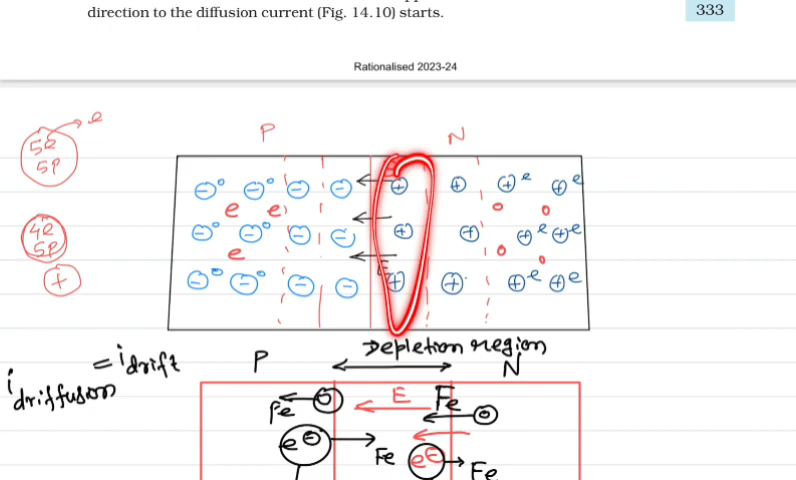 direction to the diffusion current (Fig. 14.10) starts.
333
Rationalised 2023-24
e
5e
5P
P
N
4e
5P
+
e e
e e e
e e
e
e e
E
Depletion region
i driffusion = i drift
P
N
Fe
E
Fe
e
Fe
e
Fe